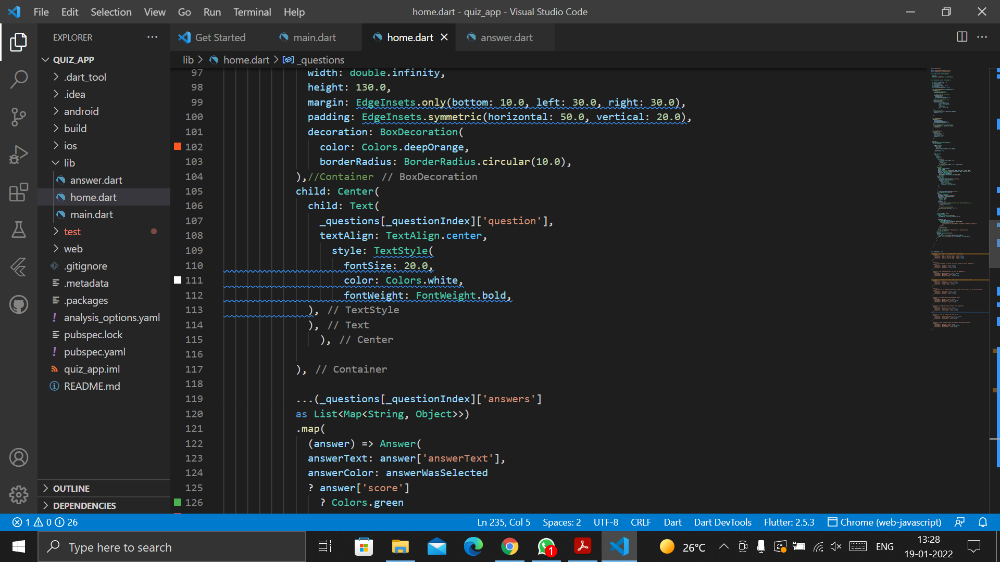 File Edit Selection View Go Run Terminal Help
home.dart - quiz_app - Visual Studio Code
EXPLORER
Get Started
main.dart
home.dart
answer.dart
lib > home.dart > _questions
QUIZ_APP
.dart_tool
.idea
android
build
ios
lib
answer.dart
home.dart
main.dart
test
web
.gitignore
.metadata
.packages
analysis_options.yaml
pubspec.lock
pubspec.yaml
quiz_app.iml
README.md
OUTLINE
DEPENDENCIES
97 width: double.infinity,
98 height: 130.0,
99 margin: EdgeInsets.only(bottom: 10.0, left: 30.0, right: 30.0),
100 padding: EdgeInsets.symmetric(horizontal: 50.0, vertical: 20.0),
101 decoration: BoxDecoration(
102 color: Colors.deepOrange,
103 borderRadius: BorderRadius.circular(10.0),
104 ),//Container // BoxDecoration
105 child: Center(
106 child: Text(
107 _questions[_questionIndex]['question'],
108 textAlign: TextAlign.center,
109 style: TextStyle(
110 fontSize: 20.0,
111 color: Colors.white,
112 fontWeight: FontWeight.bold,
113 ), // TextStyle
114 ), // Text
115 ), // Center
116
117 ), // Container
118
119 ...(_questions[_questionIndex]['answers']
120 as List<Map<String, Object>>)
121 .map(
122 (answer) => Answer(
123 answerText: answer['answerText'],
124 answerColor: answerWasSelected
125 ? answer['score']
126 ? Colors.green
1 0 26
Ln 235, Col 5 Spaces: 2 UTF-8 CRLF Dart Dart DevTools Flutter: 2.5.3 Chrome (web-javascript)
Type here to search
1
26°C
ENG
13:28
19-01-2022